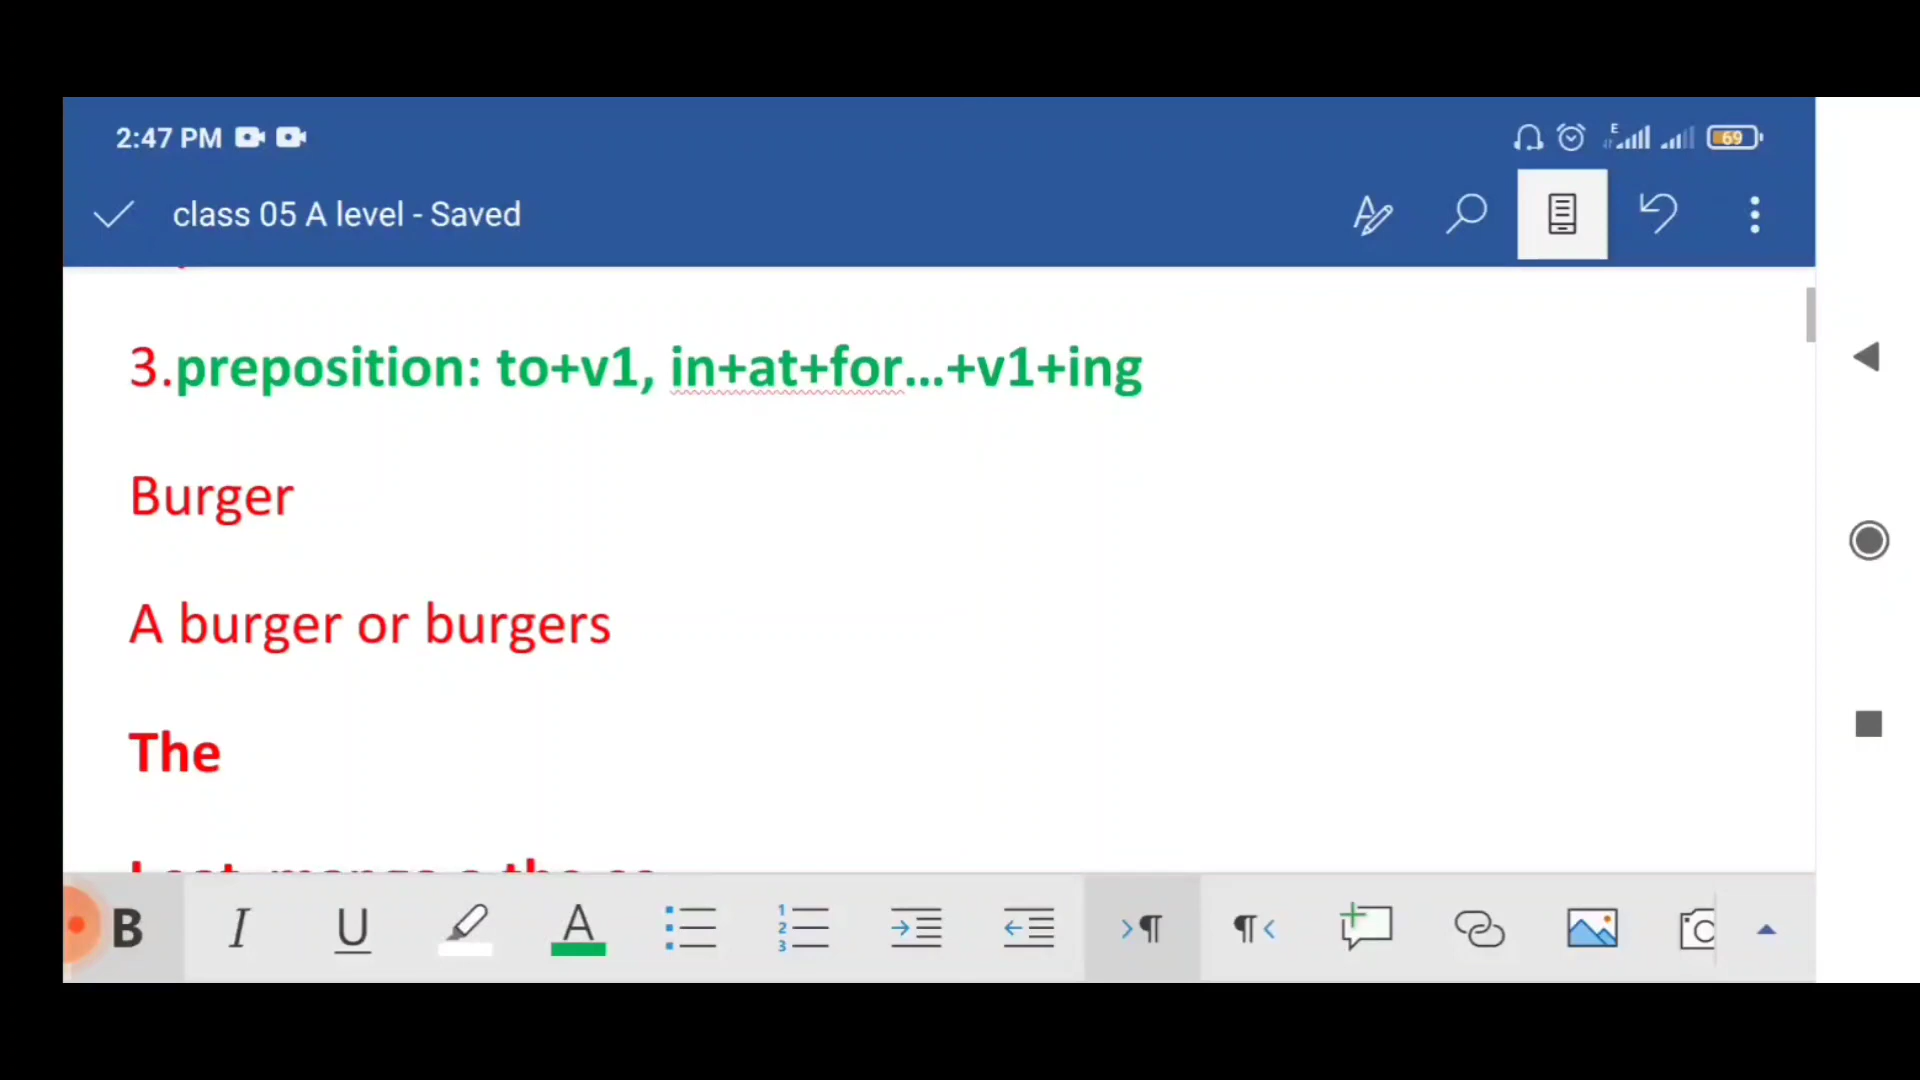 2:47 PM
E
69
class 05 A level - Saved
3.preposition: to+v1, in+at+for...+v1+ing
Burger
A burger or burgers
The
B I U A